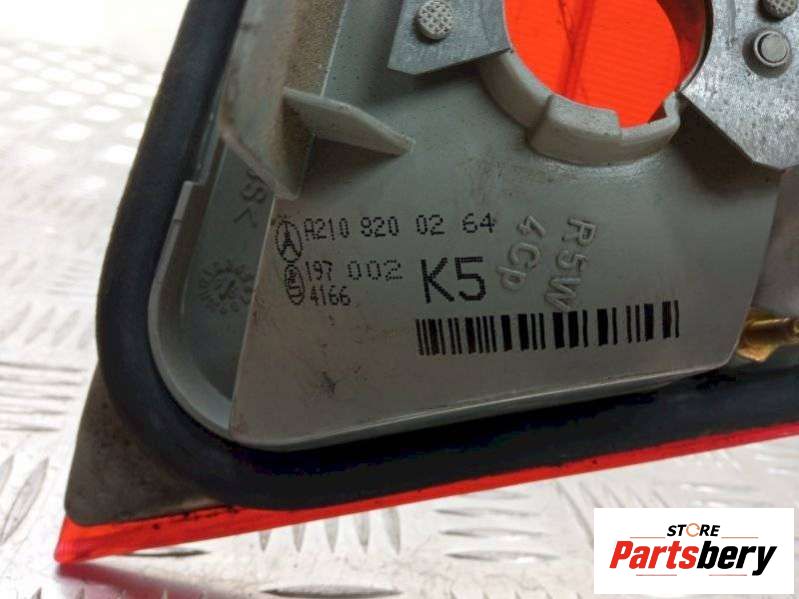 A210 820 02 64
197 002
4166
K5
R5W
4Cp
STORE
Partsbery